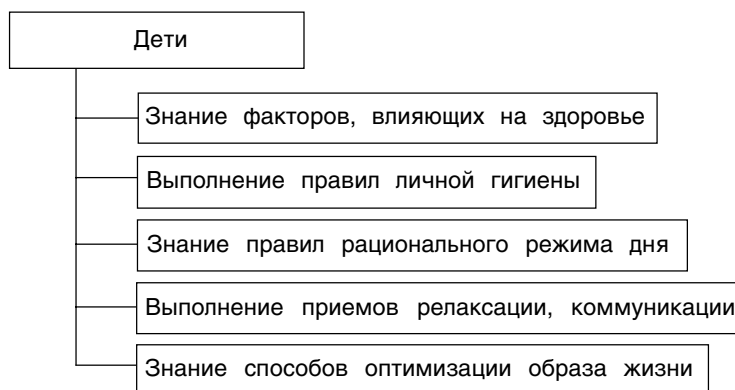 Дети
Знание факторов, влияющих на здоровье
Выполнение правил личной гигиены
Знание правил рационального режима дня
Выполнение приемов релаксации, коммуникации
Знание способов оптимизации образа жизни